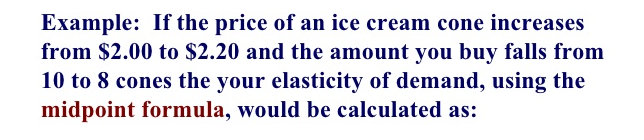 Example: If the price of an ice cream cone increases
from $2.00 to $2.20 and the amount you buy falls from
10 to 8 cones the your elasticity of demand, using the
midpoint formula, would be calculated as: